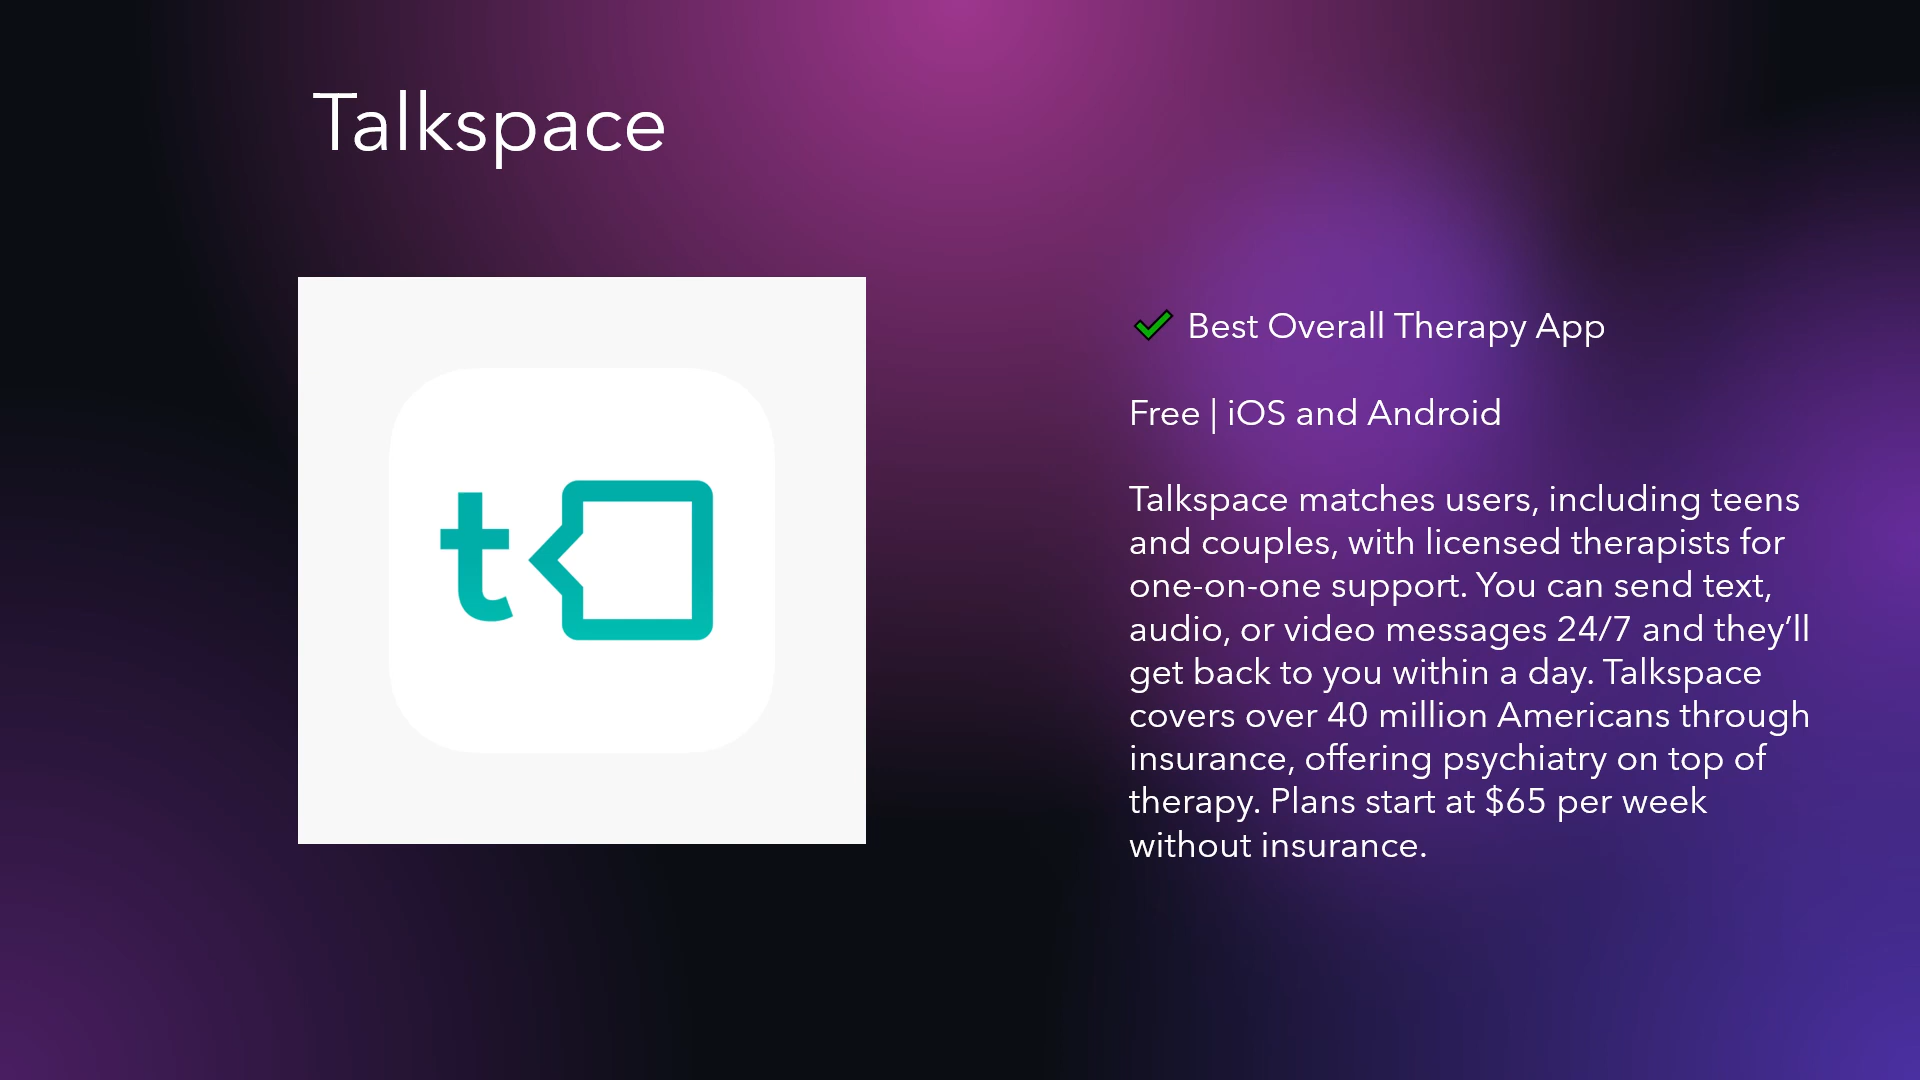 Talkspace
t
Best Overall Therapy App
Free | iOS and Android
Talkspace matches users, including teens
and couples, with licensed therapists for
one-on-one support. You can send text,
audio, or video messages 24/7 and they’ll
get back to you within a day. Talkspace
covers over 40 million Americans through
insurance, offering psychiatry on top of
therapy. Plans start at $65 per week
without insurance.